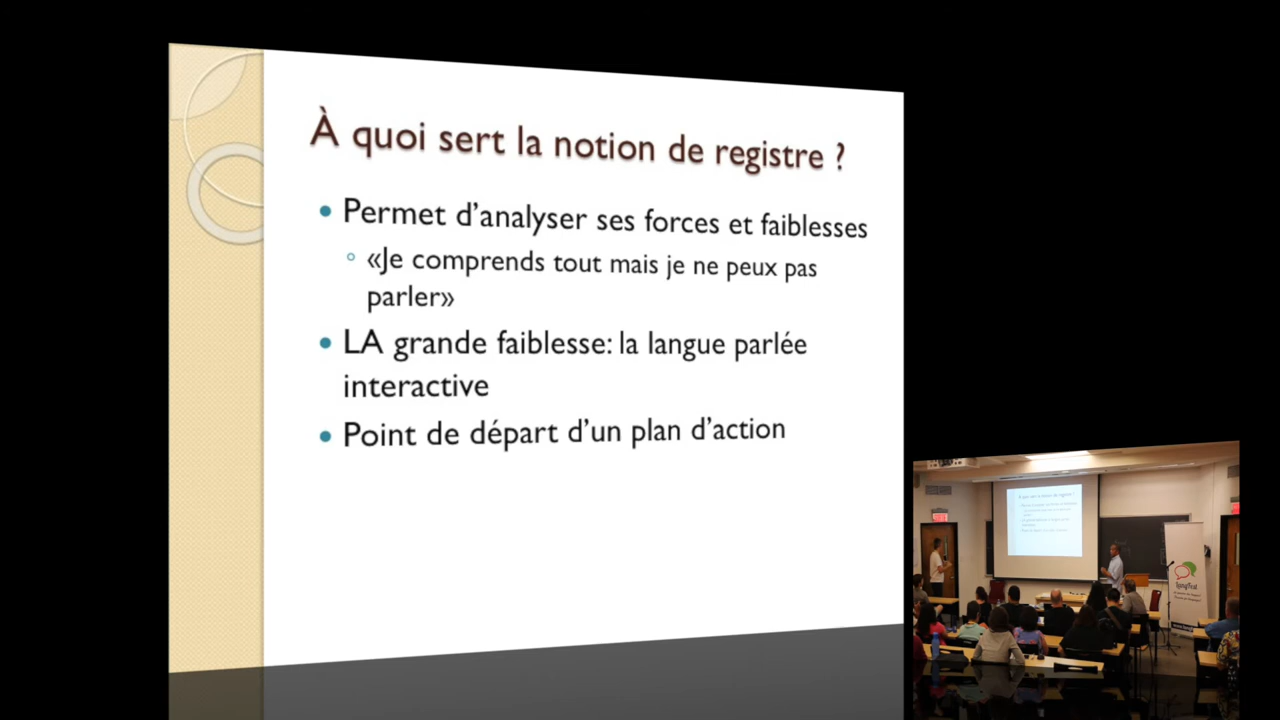 À quoi sert la notion de registre ?
• Permet d’analyser ses forces et faiblesses
◦ «Je comprends tout mais je ne peux pas
parler»
• LA grande faiblesse: la langue parlée
interactive
• Point de départ d’un plan d’action
LangFest